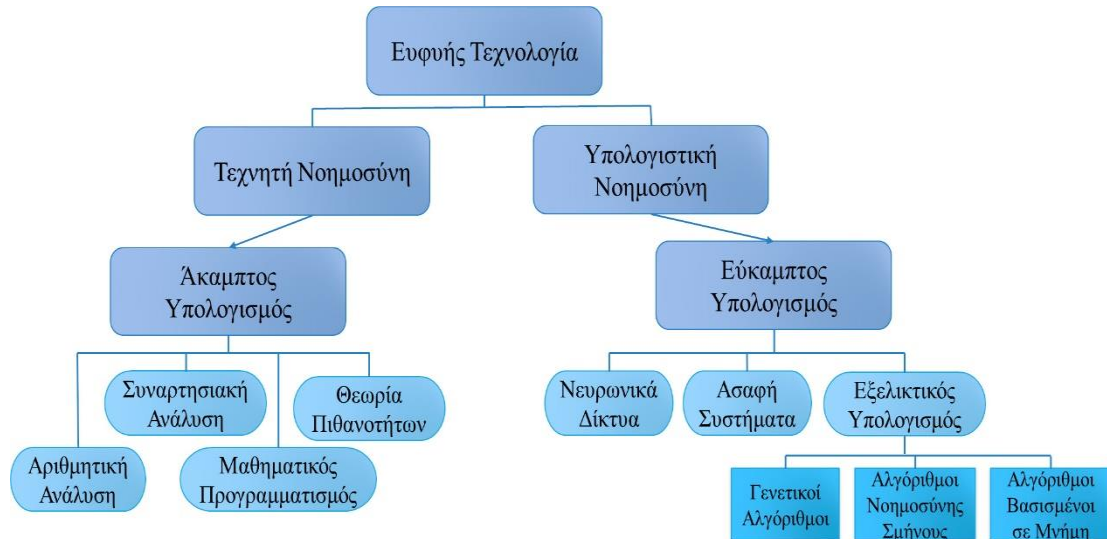 Ευφυής Τεχνολογία
Τεχνητή Νοημοσύνη
Υπολογιστική
Νοημοσύνη
Άκαμπτος
Υπολογισμός
Εύκαμπτος
Υπολογισμός
Συναρτησιακή
Ανάλυση
Θεωρία
Πιθανοτήτων
Αριθμητική
Ανάλυση
Μαθηματικός
Προγραμματισμός
Νευρωνικά
Δίκτυα
Ασαφή
Συστήματα
Εξελικτικός
Υπολογισμός
Γενετικοί
Αλγόριθμοι
Αλγόριθμοι
Νοημοσύνης
Σμήνους
Αλγόριθμοι
Βασισμένοι
σε Μνήμη